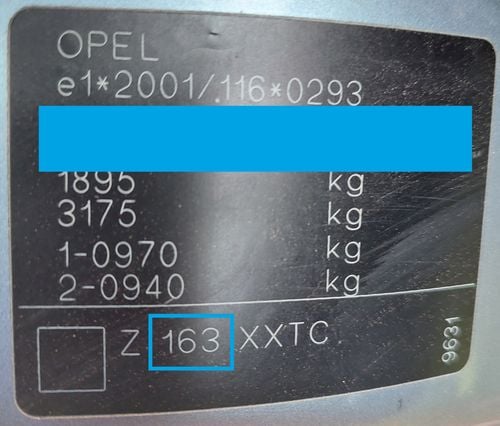 OPEL
e1*2001/.116*0293
1895 kg
3175 kg
1-0970 kg
2-0940 kg
Z 163 XXTC
9631